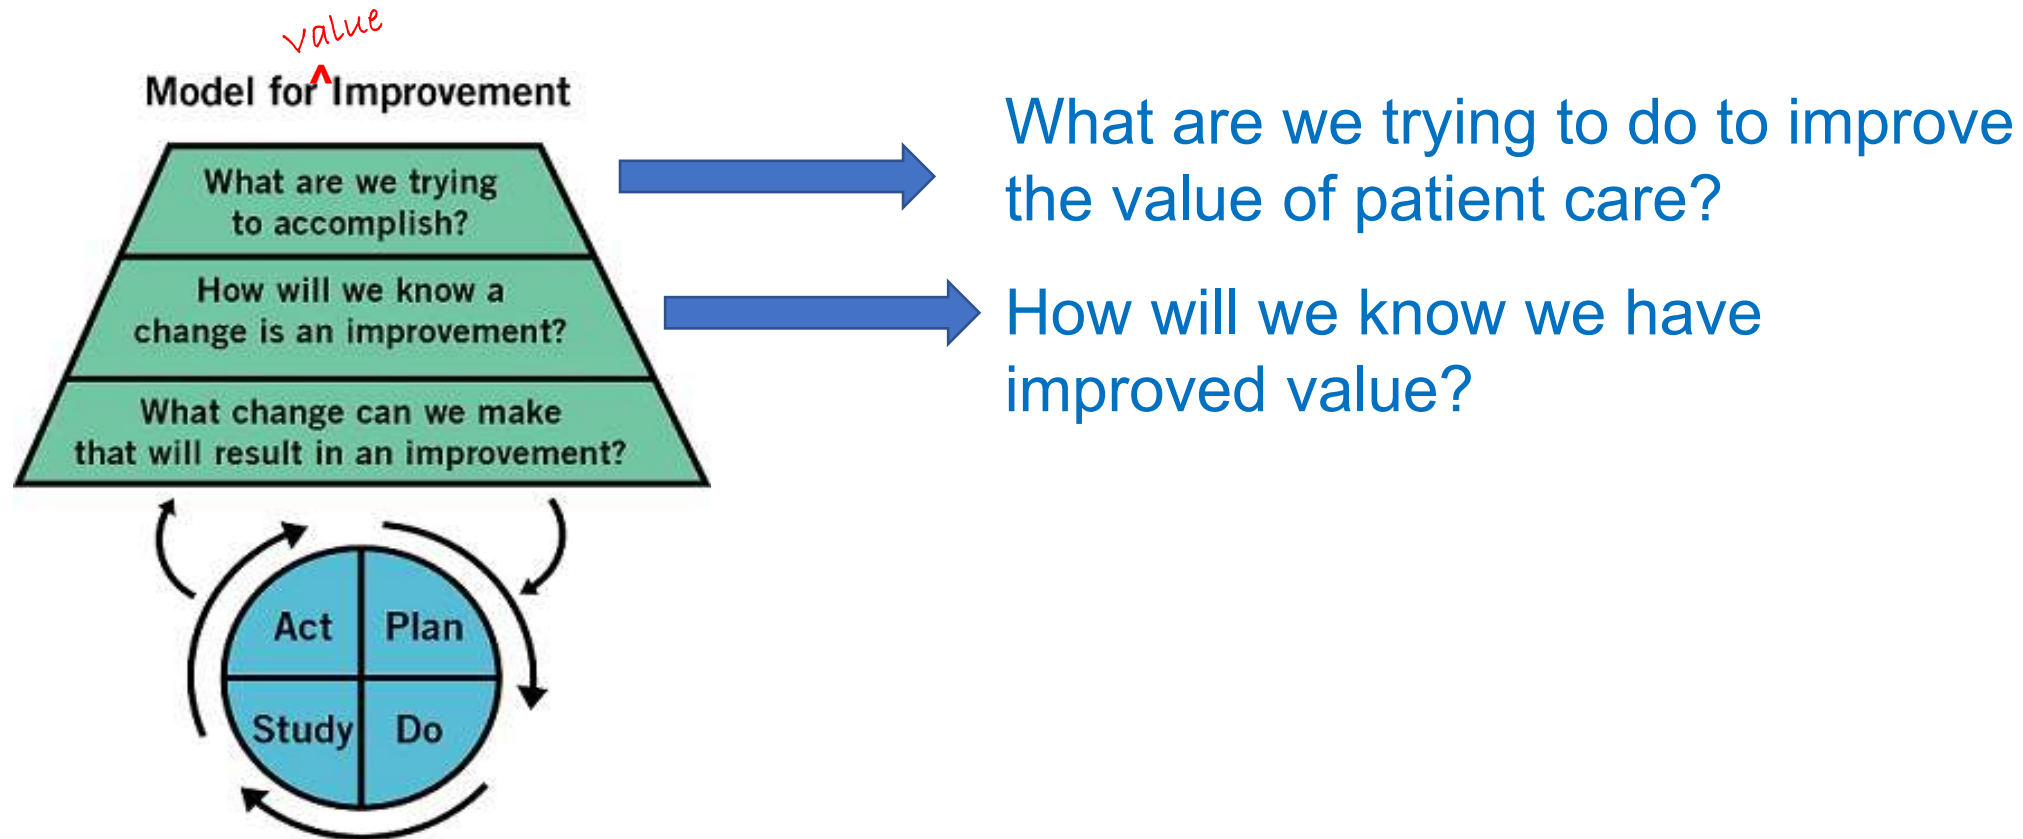 value
Model for ^ Improvement
What are we trying
to accomplish?
How will we know a
change is an improvement?
What change can we make
that will result in an improvement?
Act
Plan
Study
Do
What are we trying to do to improve
the value of patient care?
How will we know we have
improved value?